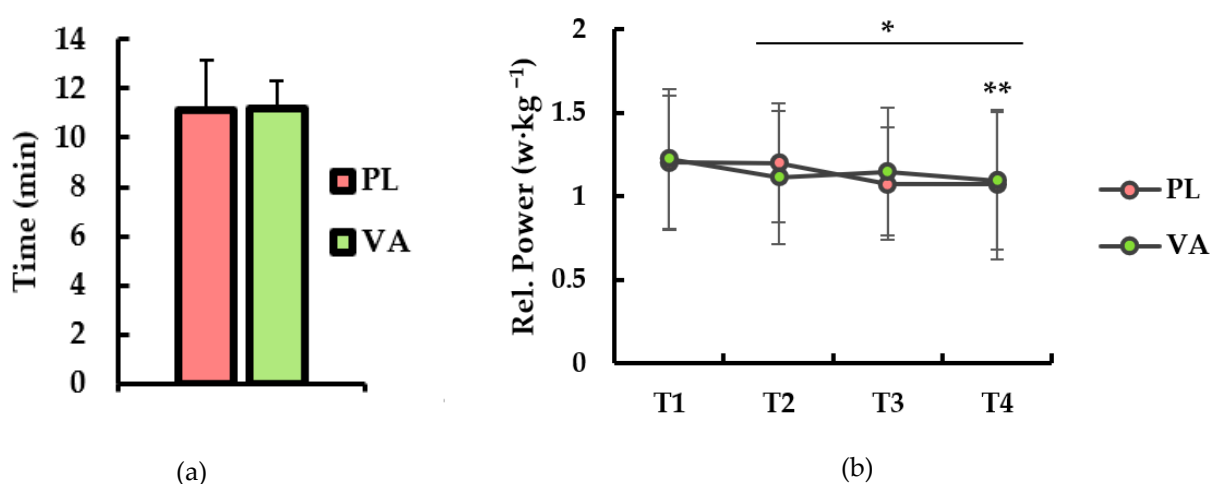 14
12
10
8
6
4
2
0
Time (min)
PL
VA
(a)
2
1.5
1
0.5
0
Rel. Power (w·kg ⁻¹)
*
**
T1 T2 T3 T4
PL
VA
(b)